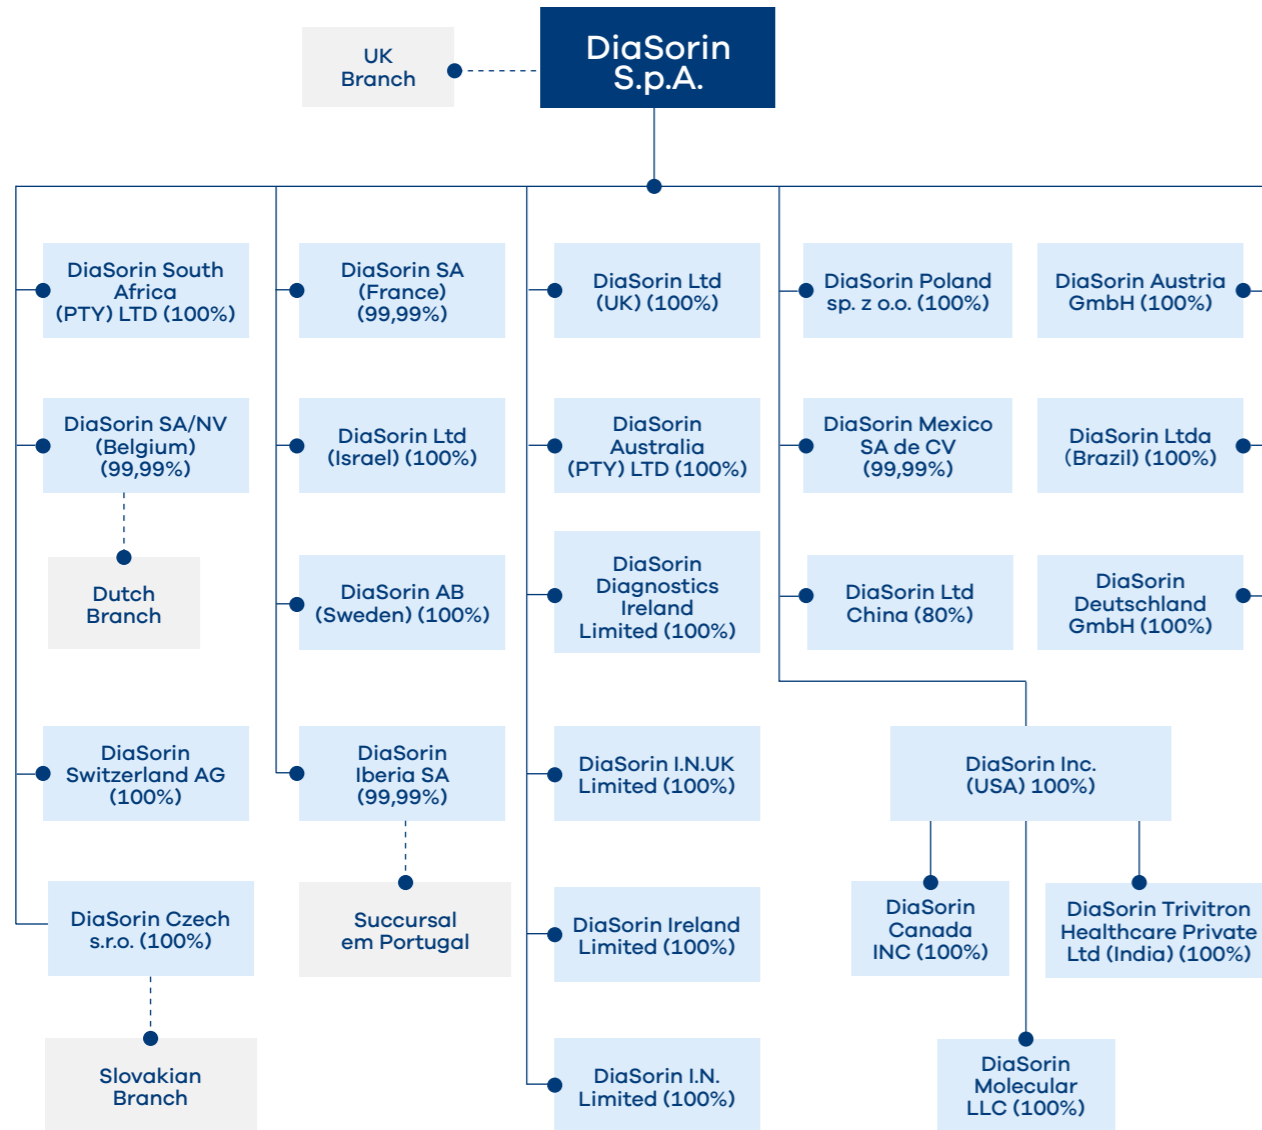 UK
Branch
DiaSorin
S.p.A.
DiaSorin South
Africa
(PTY) LTD (100%)
DiaSorin SA
(France)
(99,99%)
DiaSorin Ltd
(UK) (100%)
DiaSorin Poland
sp. z o.o. (100%)
DiaSorin Austria
GmbH (100%)
DiaSorin SA/NV
(Belgium)
(99,99%)
DiaSorin Ltd
(Israel) (100%)
DiaSorin
Australia
(PTY) LTD (100%)
DiaSorin Mexico
SA de CV
(99,99%)
DiaSorin Ltda
(Brazil) (100%)
Dutch
Branch
DiaSorin AB
(Sweden) (100%)
DiaSorin
Diagnostics
Ireland
Limited (100%)
DiaSorin Ltd
China (80%)
DiaSorin
Deutschland
GmbH (100%)
DiaSorin
Switzerland AG
(100%)
DiaSorin
Iberia SA
(99,99%)
DiaSorin I.N.UK
Limited (100%)
DiaSorin Inc.
(USA) 100%)
DiaSorin Czech
s.r.o. (100%)
Succursal
em Portugal
DiaSorin Ireland
Limited (100%)
DiaSorin
Canada
INC (100%)
DiaSorin Trivitron
Healthcare Private
Ltd (India) (100%)
Slovakian
Branch
DiaSorin I.N.
Limited (100%)
DiaSorin
Molecular
LLC (100%)